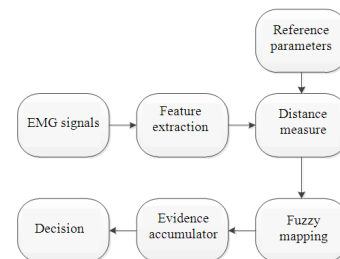 Reference
parameters
EMG signals
Feature
extraction
Distance
measure
Decision
Evidence
accumulator
Fuzzy
mapping